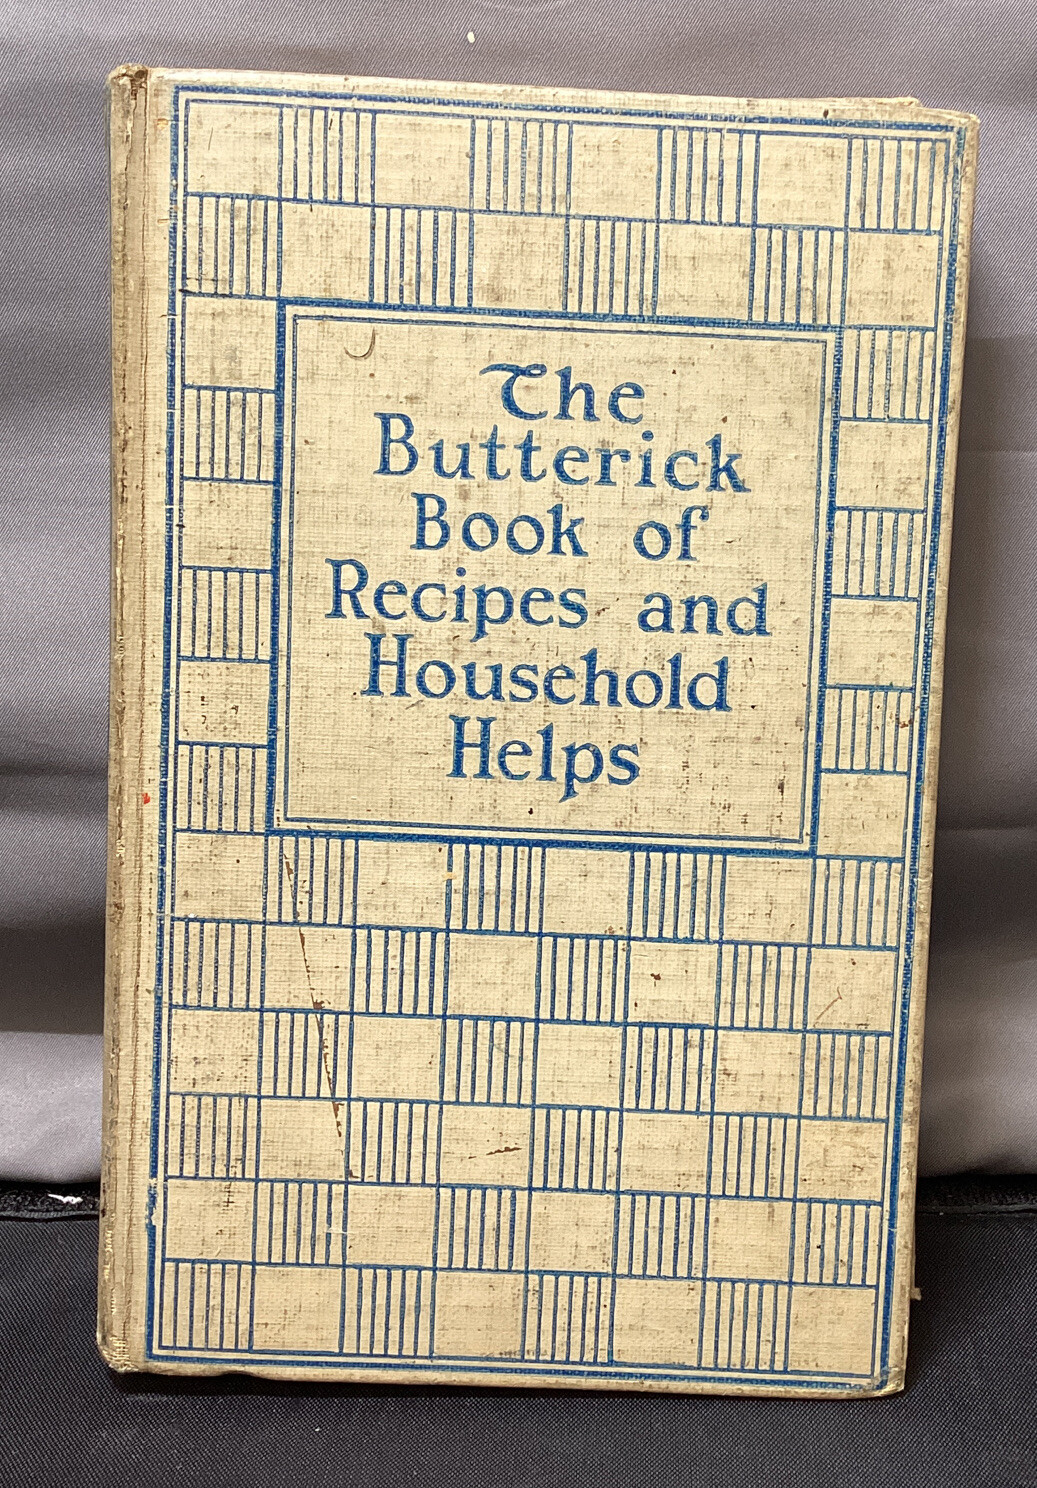 The
Butterick
Book of
Recipes and
Household
Helps